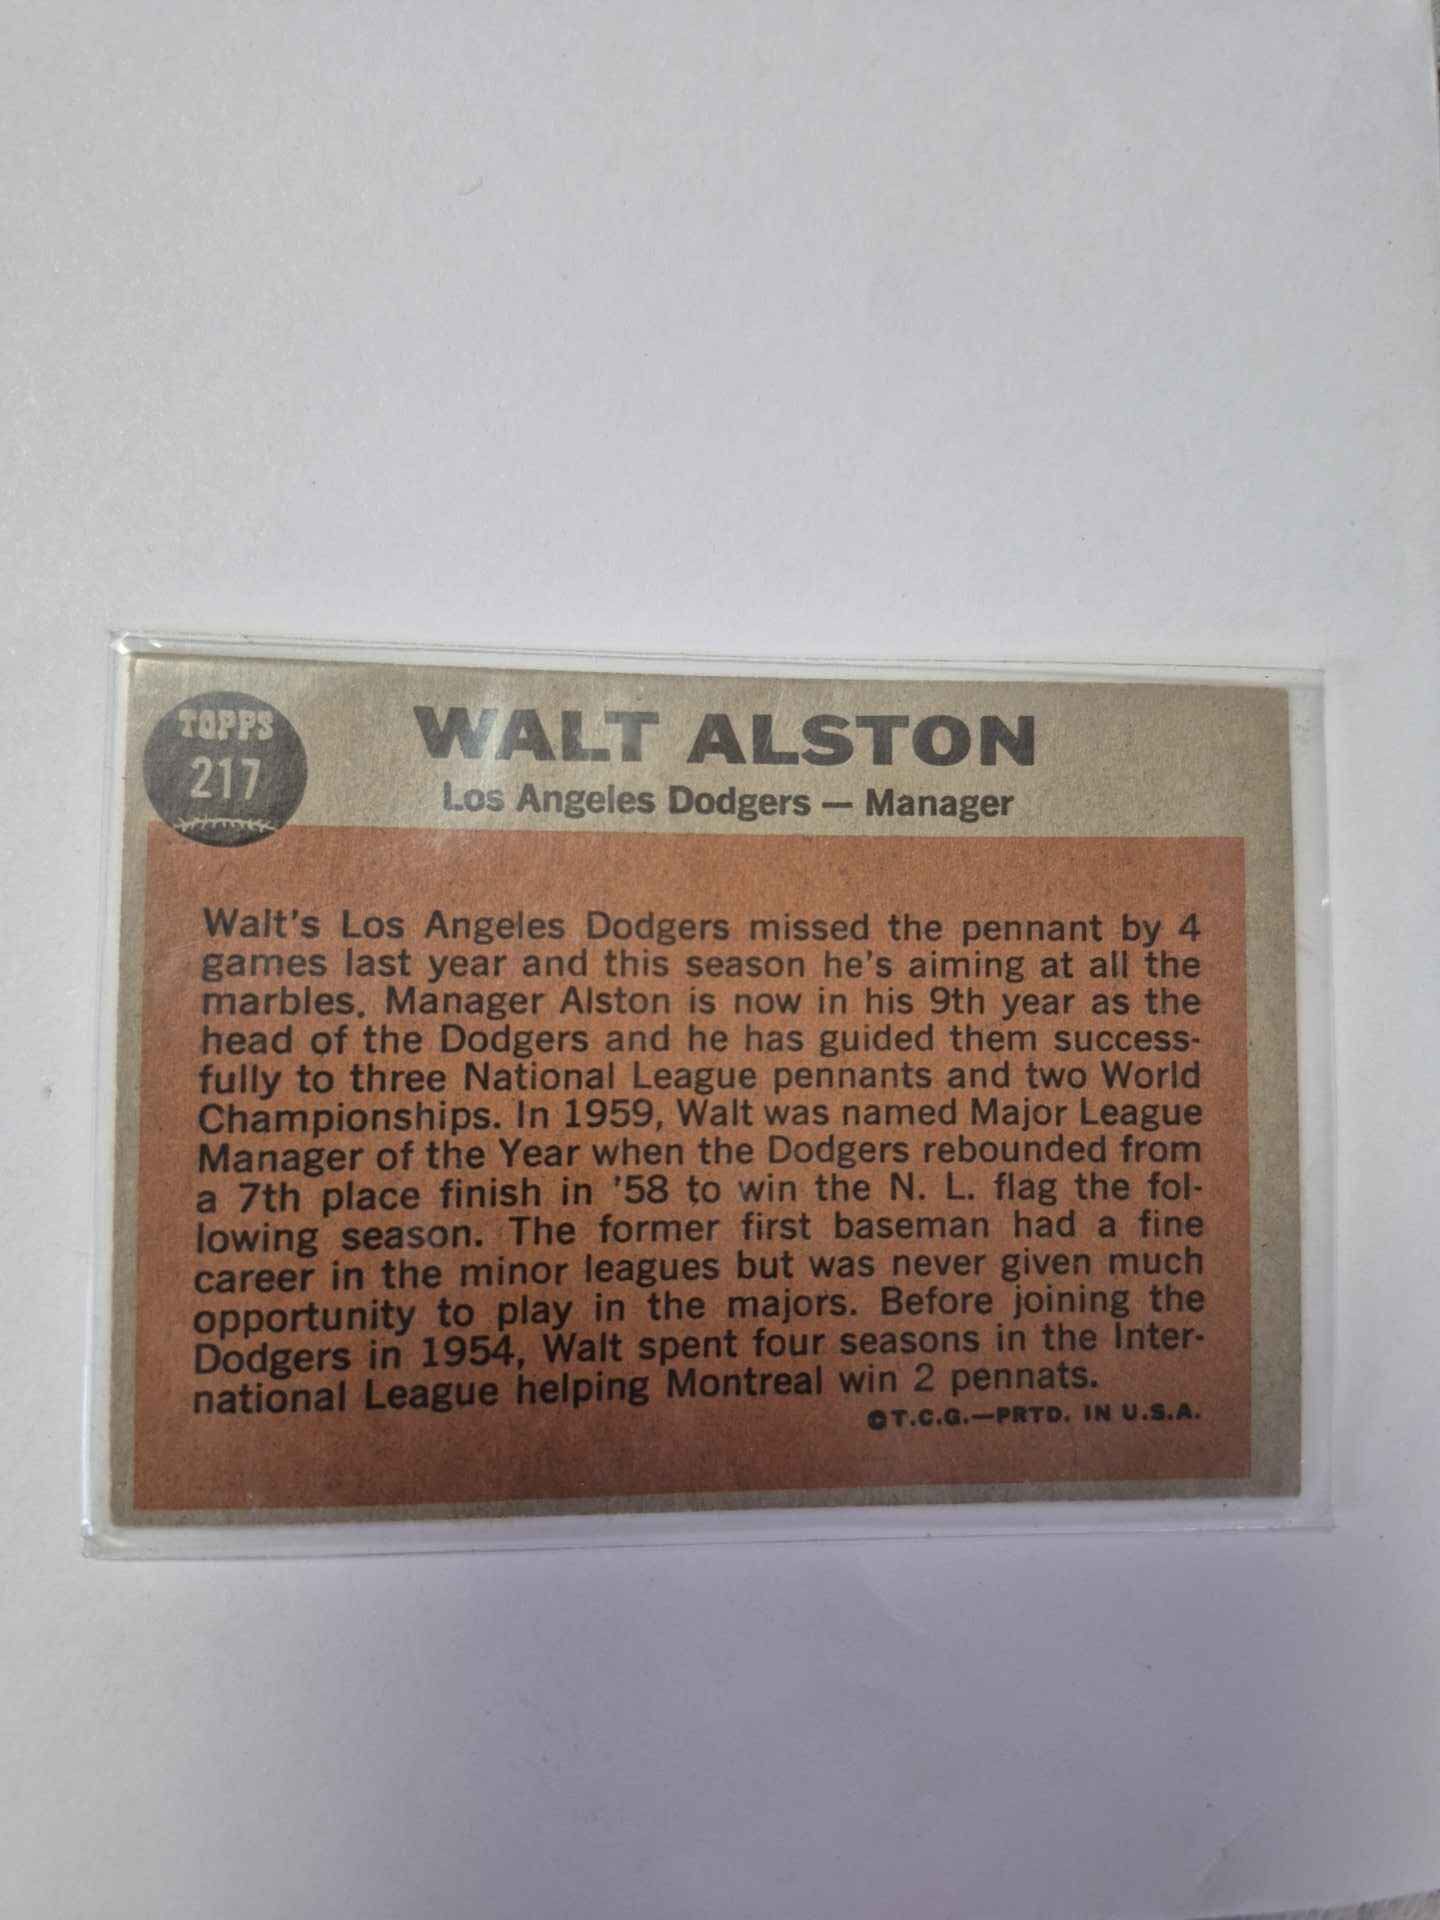 TOPPS
217
WALT ALSTON
Los Angeles Dodgers — Manager
Walt's Los Angeles Dodgers missed the pennant by 4
games last year and this season he's aiming at all the
marbles. Manager Alston is now in his 9th year as the
head of the Dodgers and he has guided them success-
fully to three National League pennants and two World
Championships. In 1959, Walt was named Major League
Manager of the Year when the Dodgers rebounded from
a 7th place finish in '58 to win the N. L. flag the fol-
lowing season. The former first baseman had a fine
career in the minor leagues but was never given much
opportunity to play in the majors. Before joining the
Dodgers in 1954, Walt spent four seasons in the Inter-
national League helping Montreal win 2 pennats.
©T.C.G.—PRTD. IN U.S.A.